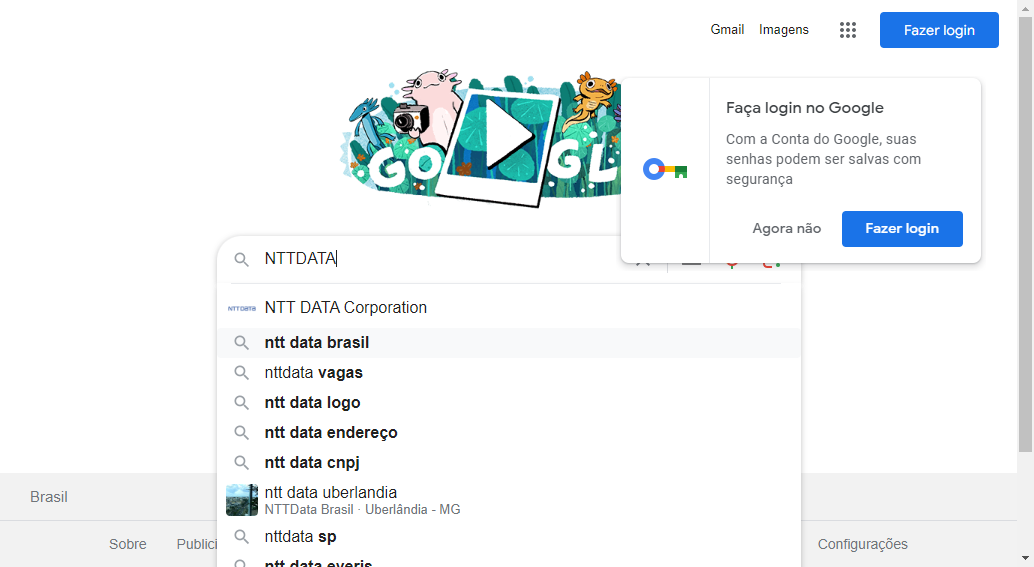 Gmail Imagens Fazer login
GOOGL
Faça login no Google
Com a Conta do Google, suas
senhas podem ser salvas com
segurança
Agora não Fazer login
NTTDATA
NTT DATA NTT DATA Corporation
ntt data brasil
nttdata vagas
ntt data logo
ntt data endereço
ntt data cnpj
ntt data uberlandia
NTTData Brasil · Uberlândia - MG
nttdata sp
ntt data everis
Brasil
Sobre Publici Configurações